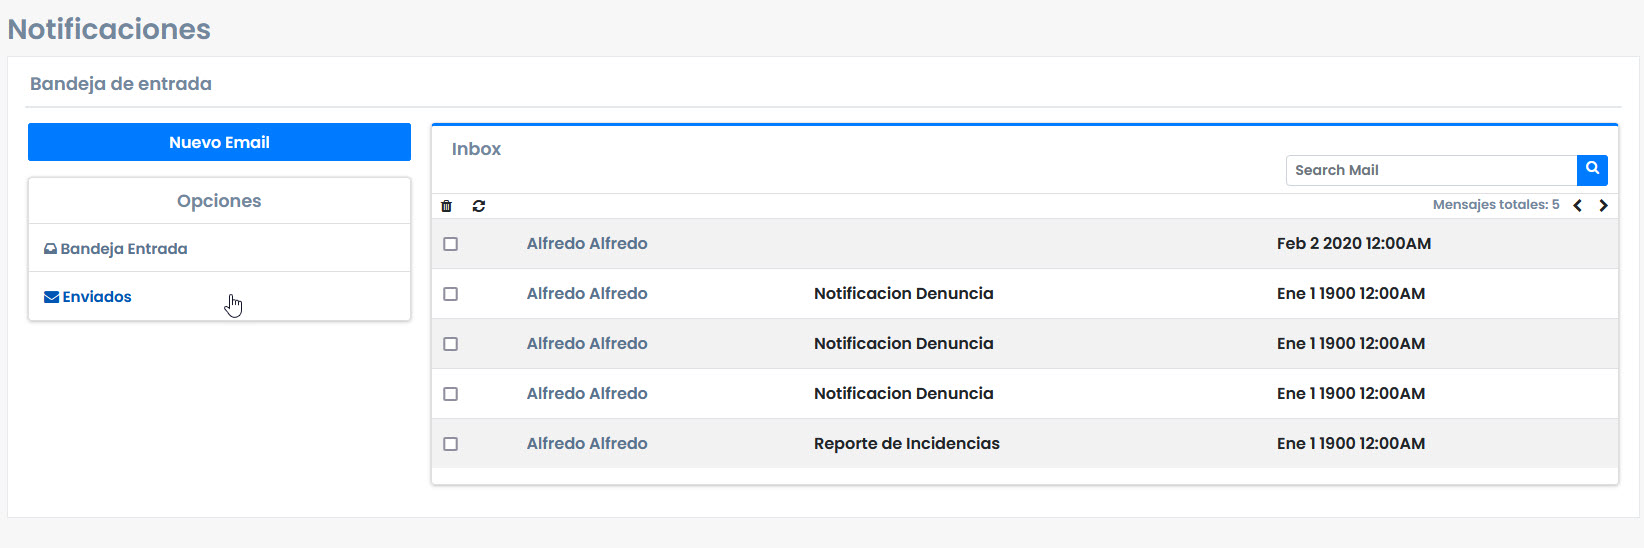 Notificaciones
Bandeja de entrada
Nuevo Email
Opciones
Bandeja Entrada
Enviados
Inbox
Search Mail
Mensajes totales: 5
Alfredo Alfredo Feb 2 2020 12:00AM
Alfredo Alfredo Notificacion Denuncia Ene 1 1900 12:00AM
Alfredo Alfredo Notificacion Denuncia Ene 1 1900 12:00AM
Alfredo Alfredo Notificacion Denuncia Ene 1 1900 12:00AM
Alfredo Alfredo Reporte de Incidencias Ene 1 1900 12:00AM